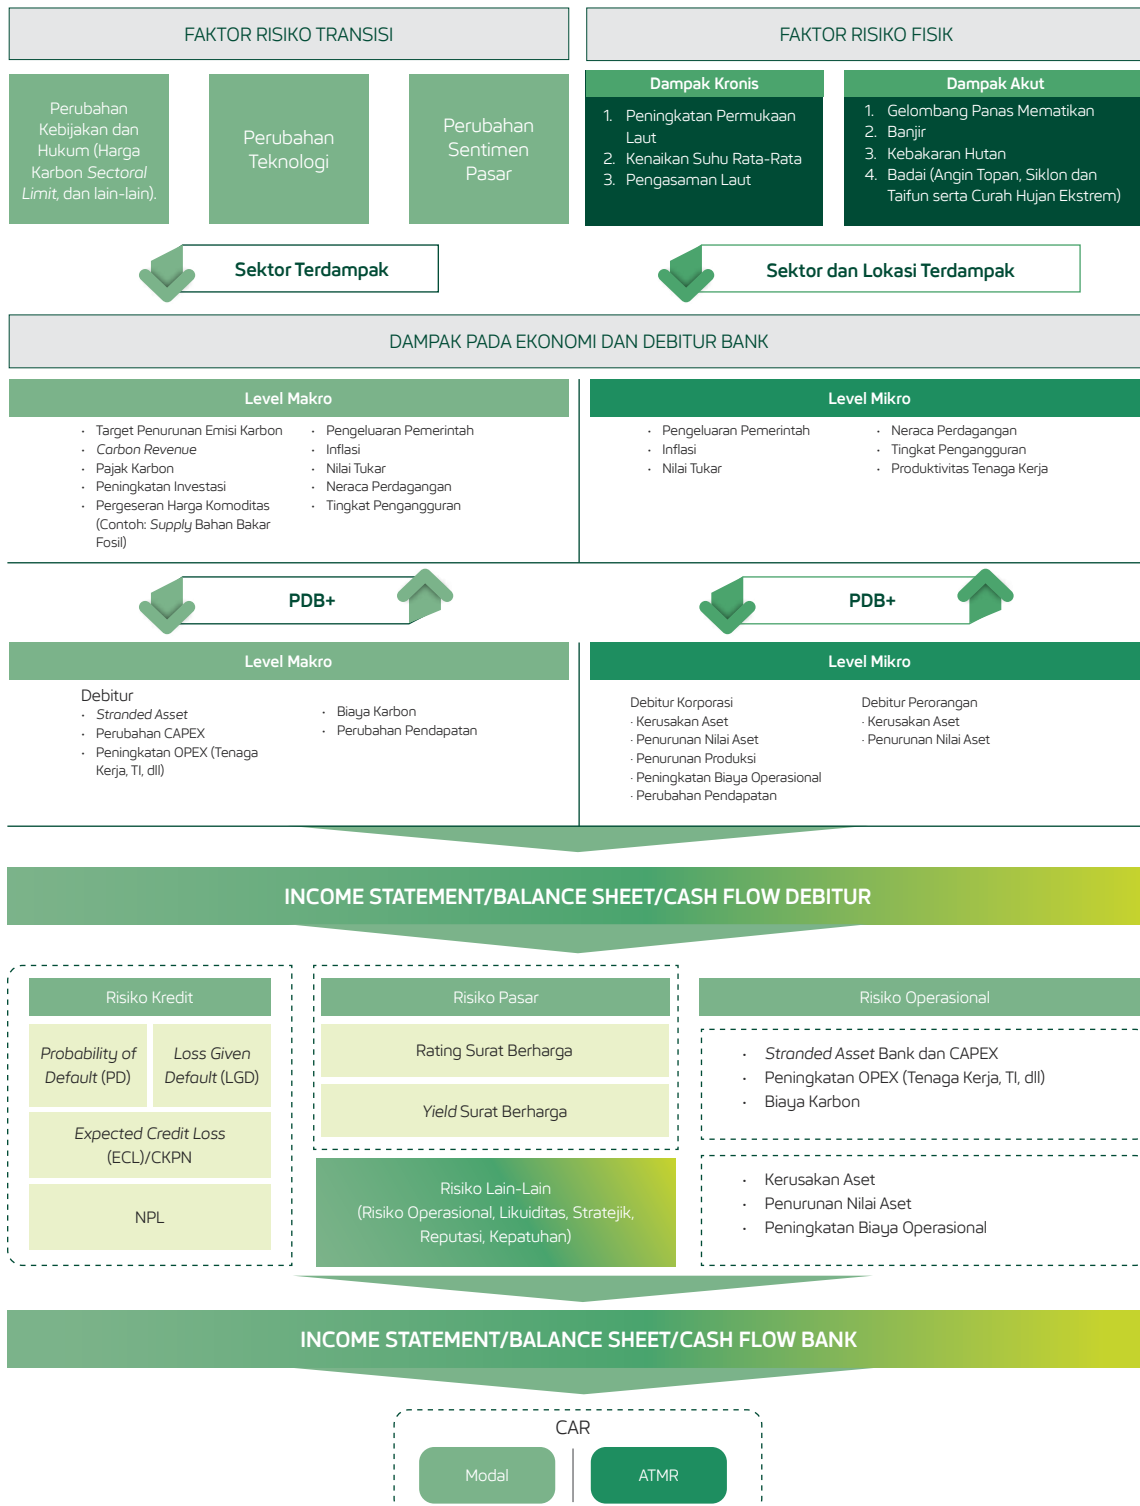 FAKTOR RISIKO TRANSISI
FAKTOR RISIKO FISIK
Perubahan
Kebijakan dan
Hukum (Harga
Karbon Sectoral
Limit, dan lain-lain).
Perubahan
Teknologi
Perubahan
Sentimen
Pasar
Dampak Kronis
1. Peningkatan Permukaan
Laut
2. Kenaikan Suhu Rata-Rata
3. Pengasaman Laut
Dampak Akut
1. Gelombang Panas Mematikan
2. Banjir
3. Kebakaran Hutan
4. Badai (Angin Topan, Siklon dan
Taifun serta Curah Hujan Ekstrem)
Sektor Terdampak
Sektor dan Lokasi Terdampak
DAMPAK PADA EKONOMI DAN DEBITUR BANK
Level Makro
· Target Penurunan Emisi Karbon
· Carbon Revenue
· Pajak Karbon
· Peningkatan Investasi
· Pergeseran Harga Komoditas
(Contoh: Supply Bahan Bakar
Fosil)
· Pengeluaran Pemerintah
· Inflasi
· Nilai Tukar
· Neraca Perdagangan
· Tingkat Pengangguran
Level Mikro
· Pengeluaran Pemerintah
· Inflasi
· Nilai Tukar
· Neraca Perdagangan
· Tingkat Pengangguran
· Produktivitas Tenaga Kerja
PDB+
PDB+
Level Makro
Debitur
· Stranded Asset
· Perubahan CAPEX
· Peningkatan OPEX (Tenaga
Kerja, TI, dll)
· Biaya Karbon
· Perubahan Pendapatan
Level Mikro
Debitur Korporasi
· Kerusakan Aset
· Penurunan Nilai Aset
· Penurunan Produksi
· Peningkatan Biaya Operasional
· Perubahan Pendapatan
Debitur Perorangan
· Kerusakan Aset
· Penurunan Nilai Aset
INCOME STATEMENT/BALANCE SHEET/CASH FLOW DEBITUR
Risiko Kredit
Probability of
Default (PD)
Loss Given
Default (LGD)
Expected Credit Loss
(ECL)/CKPN
NPL
Risiko Pasar
Rating Surat Berharga
Yield Surat Berharga
Risiko Lain-Lain
(Risiko Operasional, Likuiditas, Stratejik,
Reputasi, Kepatuhan)
Risiko Operasional
· Stranded Asset Bank dan CAPEX
· Peningkatan OPEX (Tenaga Kerja, TI, dll)
· Biaya Karbon
· Kerusakan Aset
· Penurunan Nilai Aset
· Peningkatan Biaya Operasional
INCOME STATEMENT/BALANCE SHEET/CASH FLOW BANK
CAR
Modal
ATMR